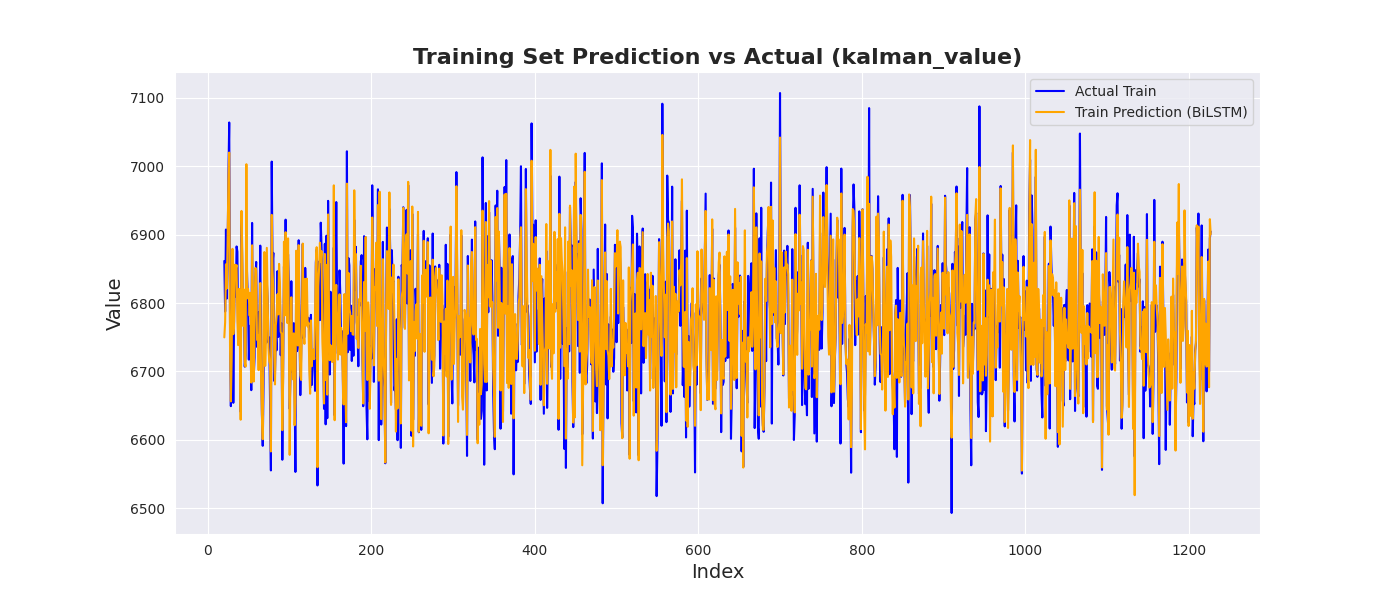 Training Set Prediction vs Actual (kalman_value)
Actual Train
Train Prediction (BiLSTM)
Value
7100
7000
6900
6800
6700
6600
6500
0 200 400 600 800 1000 1200
Index